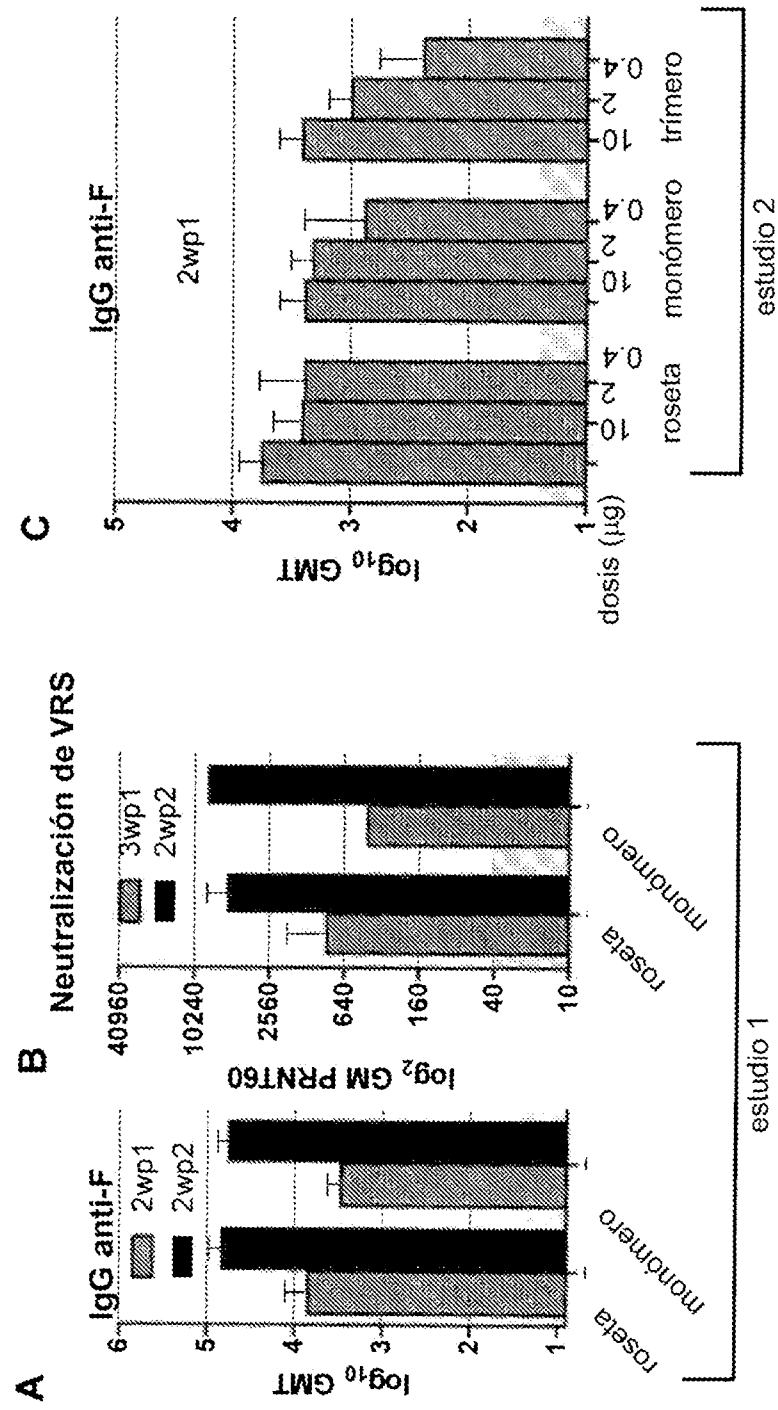 A
IgG anti-F
2wp1
2wp2
log₁₀ GMT
6
5
4
3
2
1
roseta
monómero
B
Neutralización de VRS
3wp1
2wp2
log₂ GM PRNT60
40960
10240
2560
640
160
40
10
roseta
monómero
estudio 1
C
IgG anti-F
2wp1
log₁₀ GMT
5
4
3
2
1
dosis (µg)
10 2 0.4 10 2 0.4 10 2 0.4
roseta monómero trímero
estudio 2